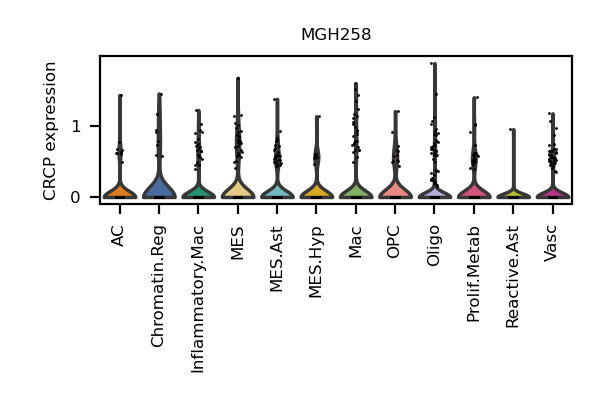 MGH258
CRCP expression
1
0
AC
Chromatin.Reg
Inflammatory.Mac
MES
MES.Ast
MES.Hyp
Mac
OPC
Oligo
Prolif.Metab
Reactive.Ast
Vasc